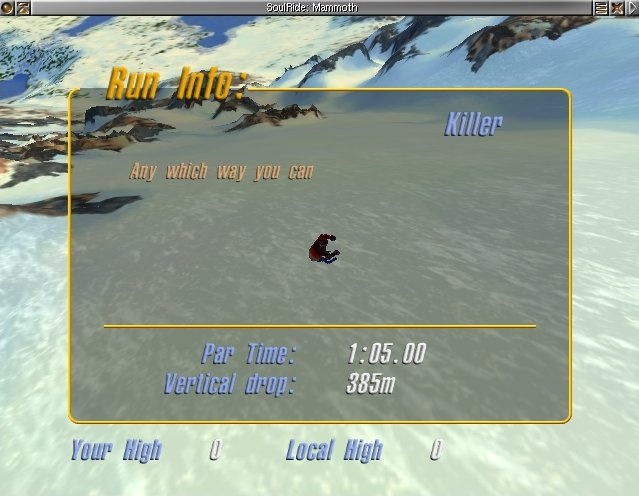 SoulRide: Mammoth
Run Info:
Killer
Any which way you can
Par Time: 1:05.00
Vertical drop: 385m
Your High 0 Local High 0